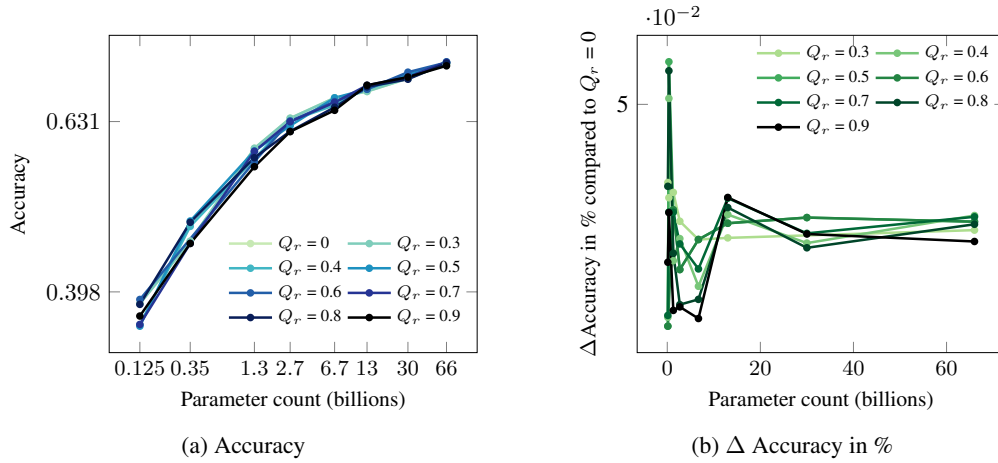 0.125 0.35 1.3 2.7 6.7 13 30 66
0.398
0.631
Parameter count (billions)
Accuracy
Q_r = 0 Q_r = 0.3
Q_r = 0.4 Q_r = 0.5
Q_r = 0.6 Q_r = 0.7
Q_r = 0.8 Q_r = 0.9
(a) Accuracy
·10⁻²
0 20 40 60
5
Parameter count (billions)
Δ Accuracy in % compared to Q_r = 0
Q_r = 0.3 Q_r = 0.4
Q_r = 0.5 Q_r = 0.6
Q_r = 0.7 Q_r = 0.8
Q_r = 0.9
(b) Δ Accuracy in %